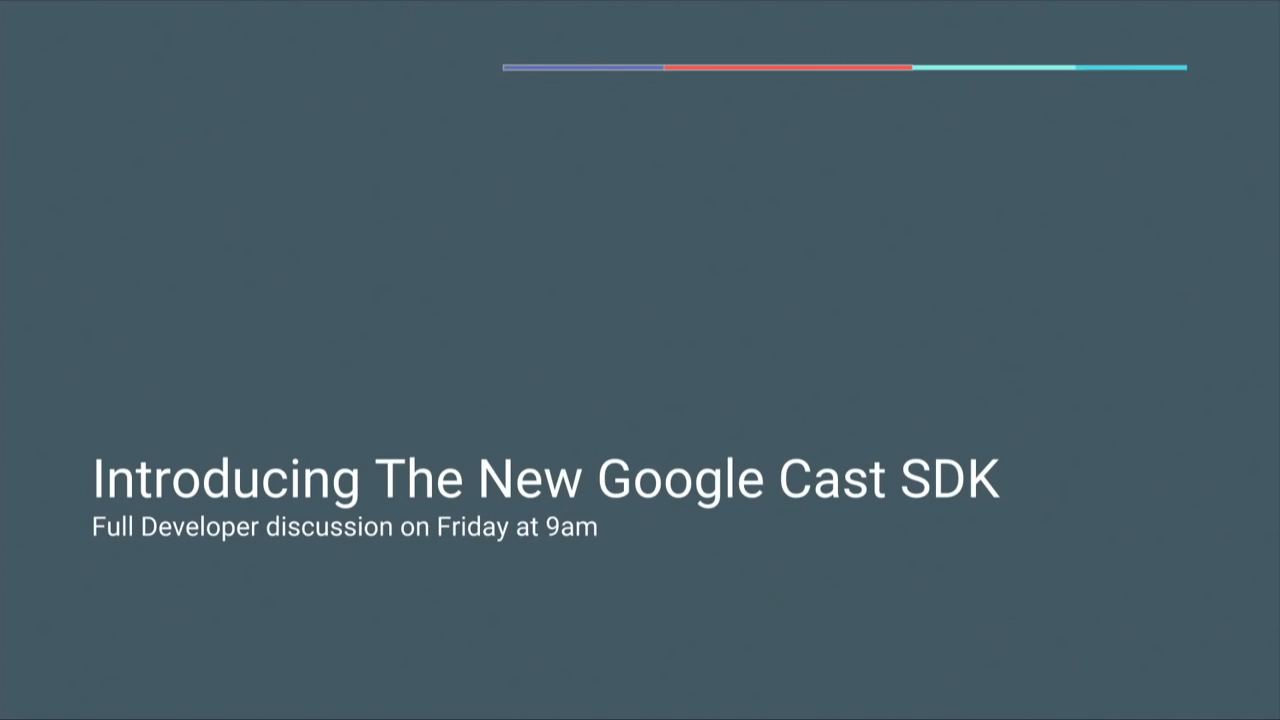 Introducing The New Google Cast SDK
Full Developer discussion on Friday at 9am